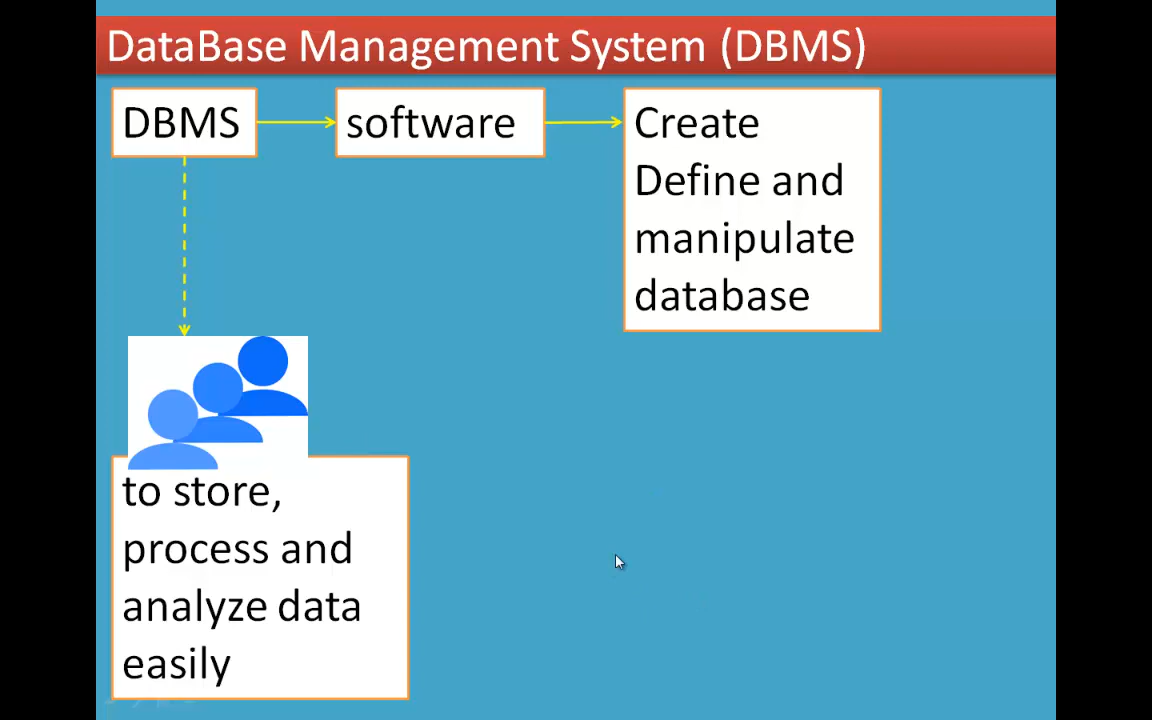 DataBase Management System (DBMS)
DBMS
software
Create
Define and
manipulate
database
to store,
process and
analyze data
easily